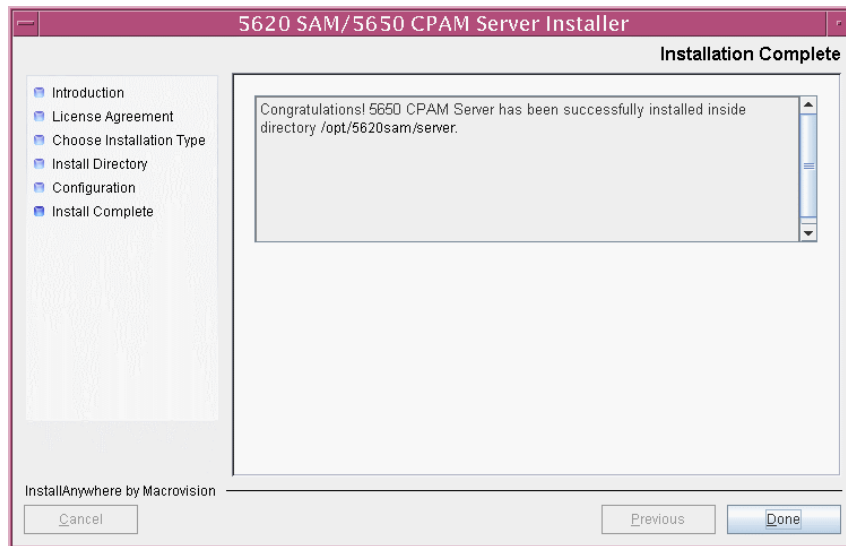 5620 SAM/5650 CPAM Server Installer
Installation Complete
Introduction
License Agreement
Choose Installation Type
Install Directory
Configuration
Install Complete
Congratulations! 5650 CPAM Server has been successfully installed inside
directory /opt/5620sam/server.
InstallAnywhere by Macrovision
Cancel
Previous
Done